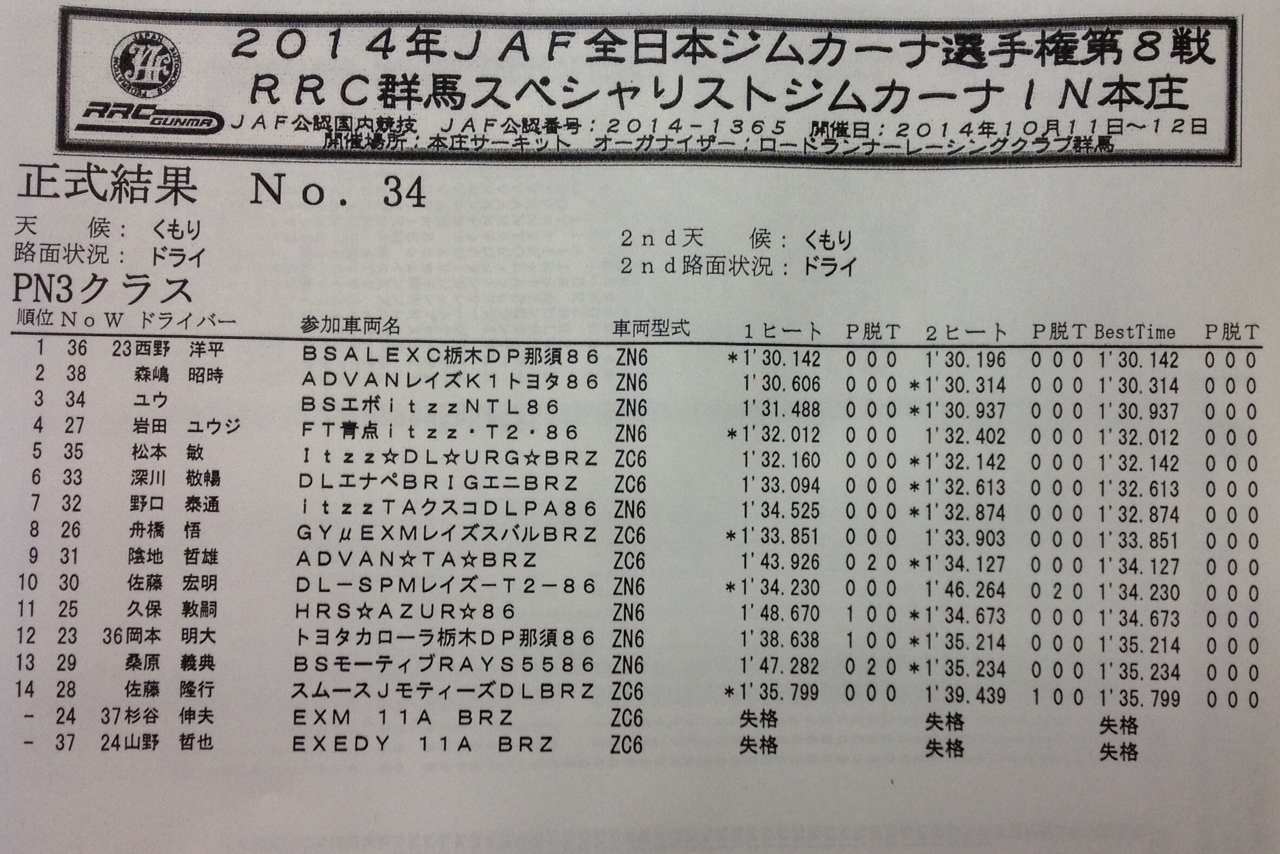 JAPAN AUTOMOBILE FEDERATION
JAF
RRC GUNMA
2014年JAF全日本ジムカーナ選手権第8戦
RRC群馬スペシャリストジムカーナIN本庄
JAF公認国内競技 JAF公認番号:2014-1365 開催日:2014年10月11日~12日
開催場所:本庄サーキット オーガナイザー:ロードランナーレーシングクラブ群馬
正式結果 No. 34
天 候: くもり 2nd天 候: くもり
路面状況: ドライ 2nd路面状況: ドライ
PN3クラス
順位 No W ドライバー 参加車両名 車両型式 1ヒート P脱T 2ヒート P脱T BestTime P脱T
1 36 23 西野 洋平 BSALEXC栃木DP那須86 ZN6 *1'30.142 0 0 0 1'30.196 0 0 0 1'30.142 0 0 0
2 38 森嶋 昭時 ADVANレイズK1トヨタ86 ZN6 1'30.606 0 0 0 *1'30.314 0 0 0 1'30.314 0 0 0
3 34 ユウ BSエボitzzNTL86 ZN6 1'31.488 0 0 0 *1'30.937 0 0 0 1'30.937 0 0 0
4 27 岩田 ユウジ FT青点itzz・T2・86 ZN6 *1'32.012 0 0 0 1'32.402 0 0 0 1'32.012 0 0 0
5 35 松本 敏 Itzz☆DL☆URG☆BRZ ZC6 1'32.160 0 0 0 *1'32.142 0 0 0 1'32.142 0 0 0
6 33 深川 敬暢 DLエナペBRIGエニBRZ ZC6 1'33.094 0 0 0 *1'32.613 0 0 0 1'32.613 0 0 0
7 32 野口 泰通 itzzTAクスコDLPA86 ZN6 1'34.525 0 0 0 *1'32.874 0 0 0 1'32.874 0 0 0
8 26 舟橋 悟 GYμEXMレイズスバルBRZ ZC6 *1'33.851 0 0 0 1'33.903 0 0 0 1'33.851 0 0 0
9 31 陰地 哲雄 ADVAN☆TA☆BRZ ZC6 1'43.926 0 2 0 *1'34.127 0 0 0 1'34.127 0 0 0
10 30 佐藤 宏明 DL-SPMレイズ-T2-86 ZN6 *1'34.230 0 0 0 1'46.264 0 2 0 1'34.230 0 0 0
11 25 久保 敦嗣 HRS☆AZUR☆86 ZN6 1'48.670 1 0 0 *1'34.673 0 0 0 1'34.673 0 0 0
12 23 36 岡本 明大 トヨタカローラ栃木DP那須86 ZN6 1'38.638 1 0 0 *1'35.214 0 0 0 1'35.214 0 0 0
13 29 桑原 義典 BSモーティブRAYS5586 ZN6 1'47.282 0 2 0 *1'35.234 0 0 0 1'35.234 0 0 0
14 28 佐藤 隆行 スムースJモティーズDLBRZ ZC6 *1'35.799 0 0 0 1'39.439 1 0 0 1'35.799 0 0 0
- 24 37 杉谷 伸夫 EXM 11A BRZ ZC6 失格 失格 失格
- 37 24 山野 哲也 EXEDY 11A BRZ ZC6 失格 失格 失格